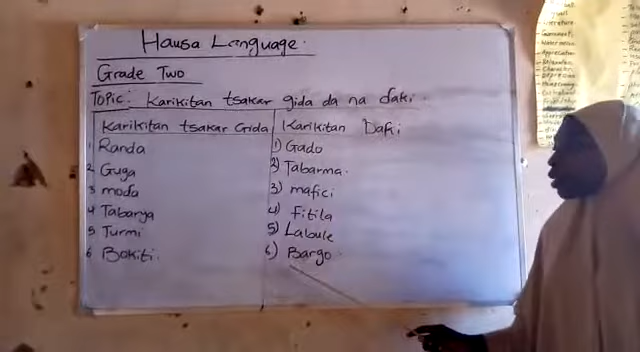 Hausa Language.
Grade Two
Topic: Karikitan tsakar gida da na daki.
Karikitan tsakar Gida
1 Randa
2 Guga
3 moda
4 Tabarya
5 Turmi
6 Bokiti.
Karikitan Daki
1) Gado
2) Tabarma.
3) mafici
4) Fitila
5) Labule
6) Bargo